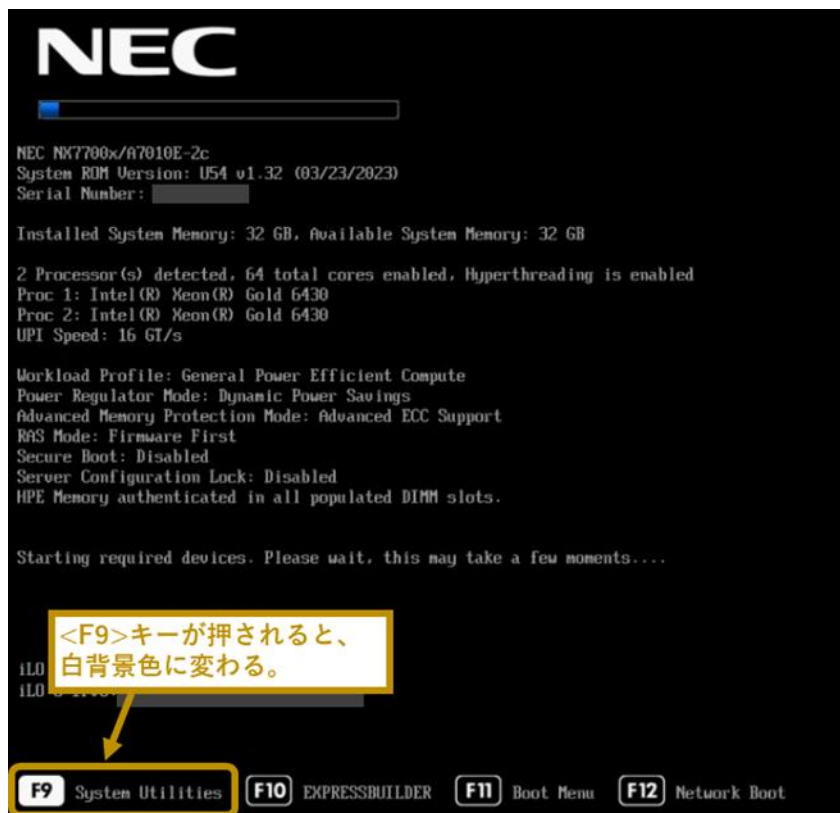 NEC
NEC NX7700x/A7010E-2c
System ROM Version: U54 v1.32 (03/23/2023)
Serial Number:
Installed System Memory: 32 GB, Available System Memory: 32 GB
2 Processor(s) detected, 64 total cores enabled, Hyperthreading is enabled
Proc 1: Intel(R) Xeon(R) Gold 6430
Proc 2: Intel(R) Xeon(R) Gold 6430
UPI Speed: 16 GT/s
Workload Profile: General Power Efficient Compute
Power Regulator Mode: Dynamic Power Savings
Advanced Memory Protection Mode: Advanced ECC Support
RAS Mode: Firmware First
Secure Boot: Disabled
Server Configuration Lock: Disabled
HPE Memory authenticated in all populated DIMM slots.
Starting required devices. Please wait, this may take a few moments....
<F9>キーが押されると、
白背景色に変わる。
iLO
iLO
F9 System Utilities F10 EXPRESSBUILDER F11 Boot Menu F12 Network Boot